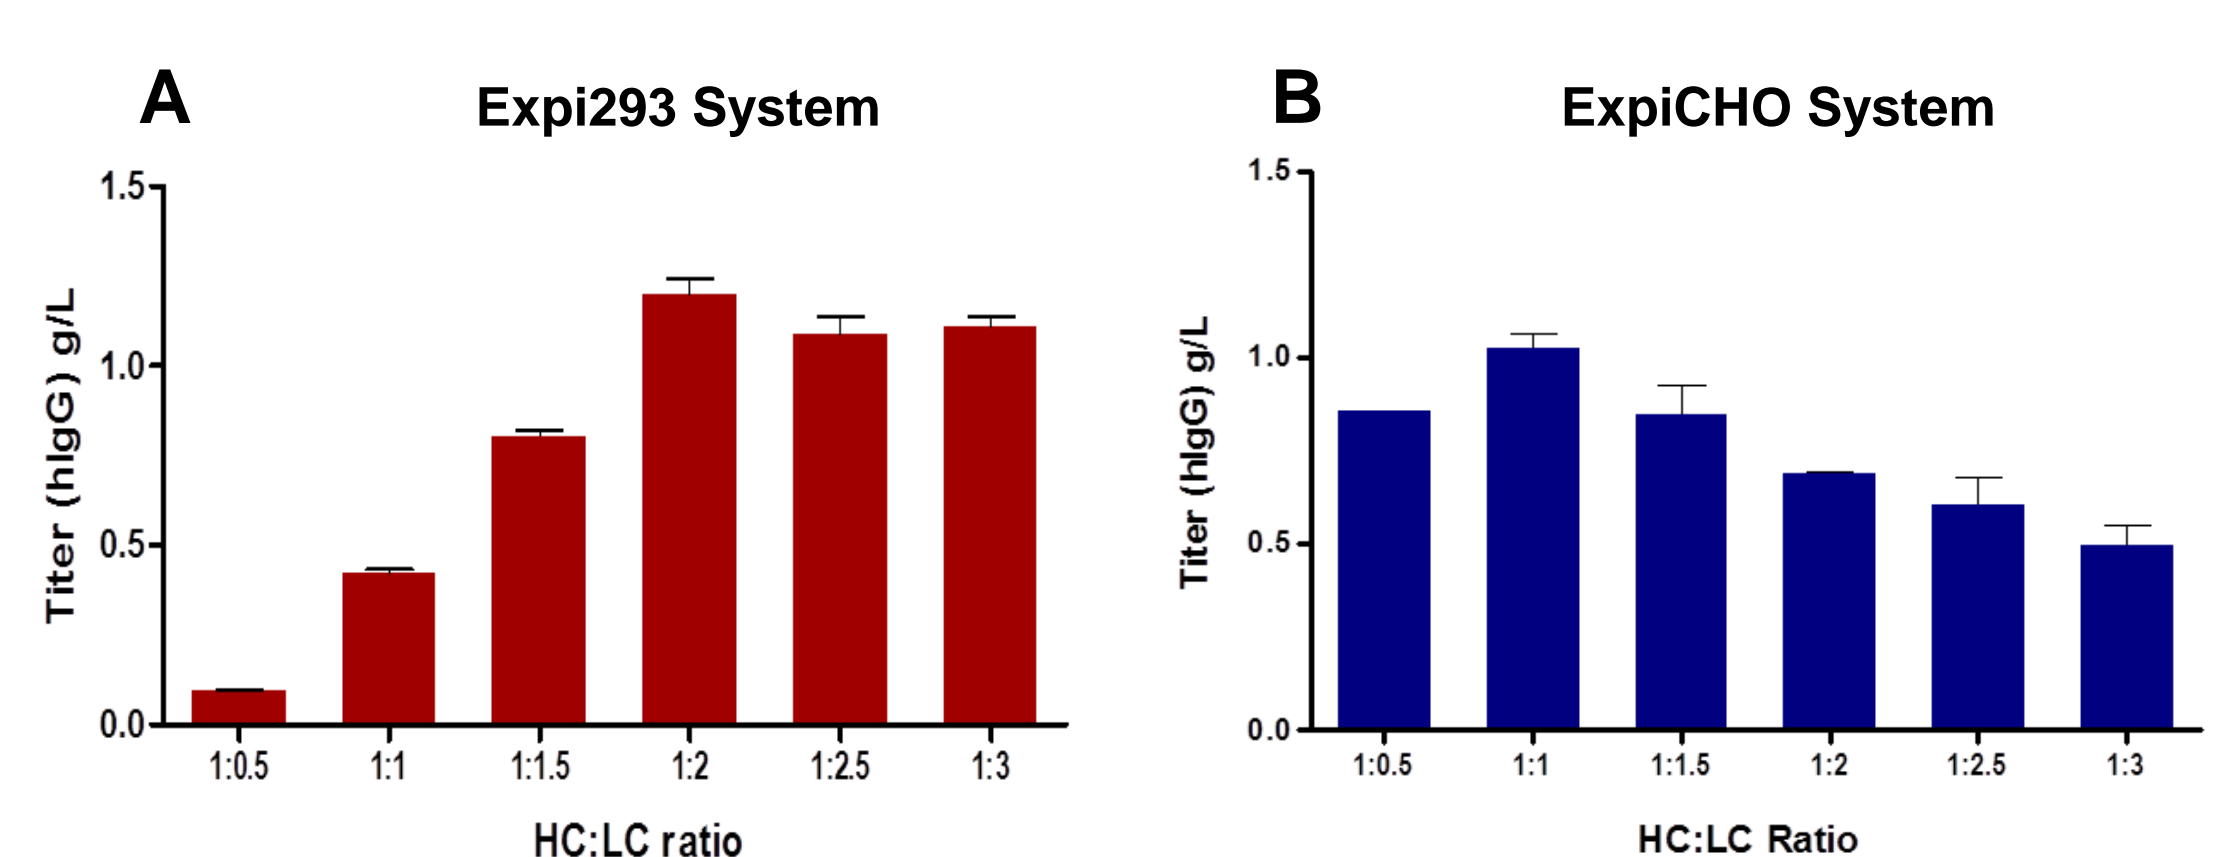 A
Expi293 System
Titer (hIgG) g/L
1.5
1.0
0.5
0.0
1:0.5 1:1 1:1.5 1:2 1:2.5 1:3
HC:LC ratio
B
ExpiCHO System
Titer (hIgG) g/L
1.5
1.0
0.5
0.0
1:0.5 1:1 1:1.5 1:2 1:2.5 1:3
HC:LC Ratio